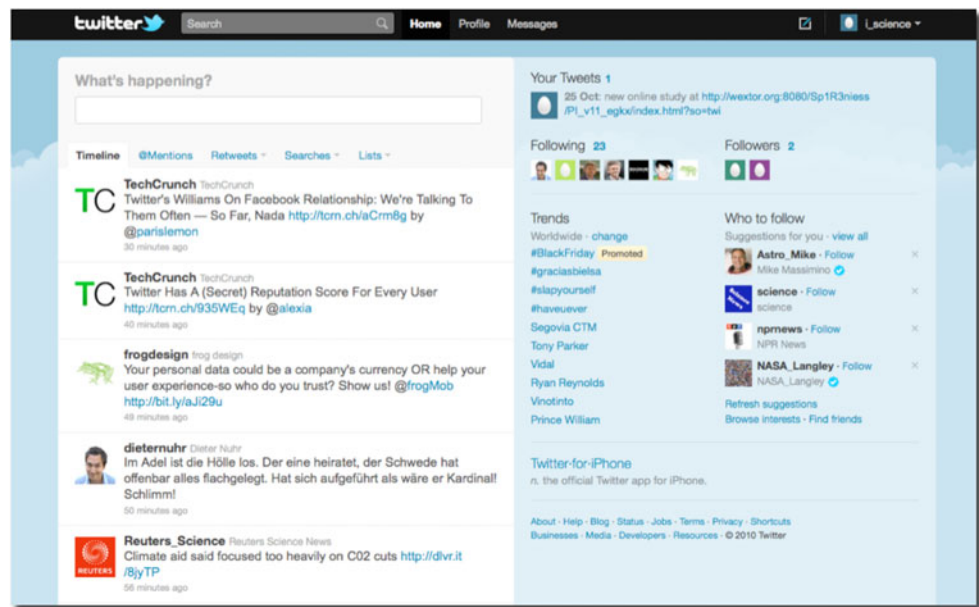 twitter
Search
Home Profile Messages
i_science
What's happening?
Timeline @Mentions Retweets Searches Lists
TC
TechCrunch TechCrunch
Twitter's Williams On Facebook Relationship: We're Talking To
Them Often — So Far, Nada http://tcrn.ch/aCrm8g by
@parislemon
30 minutes ago
TC
TechCrunch TechCrunch
Twitter Has A (Secret) Reputation Score For Every User
http://tcrn.ch/935WEq by @alexia
40 minutes ago
frogdesign frog design
Your personal data could be a company's currency OR help your
user experience-so who do you trust? Show us! @frogMob
http://bit.ly/aJi29u
48 minutes ago
dieternuhr Dieter Nuhr
Im Adel ist die Hölle los. Der eine heiratet, der Schwede hat
offenbar alles flachgelegt. Hat sich aufgeführt als wäre er Kardinal!
Schlimm!
50 minutes ago
REUTERS
Reuters_Science Reuters Science News
Climate aid said focused too heavily on C02 cuts http://dlvr.it
/8jyTP
56 minutes ago
Your Tweets 1
25 Oct: new online study at http://wextor.org:8080/Sp1R3niess
/PI_v11_egkx/index.html?so=twi
Following 23
Followers 2
Trends
Worldwide · change
#BlackFriday Promoted
#graciasbielsa
#slapyourself
#haveuever
Segovia CTM
Tony Parker
Vidal
Ryan Reynolds
Vinotinto
Prince William
Who to follow
Suggestions for you · view all
Astro_Mike · Follow
Mike Massimino
science · Follow
science
nprnews · Follow
NPR News
NASA_Langley · Follow
NASA_Langley
Refresh suggestions
Browse interests · Find friends
Twitter·for·iPhone
n. the official Twitter app for iPhone.
About · Help · Blog · Status · Jobs · Terms · Privacy · Shortcuts
Businesses · Media · Developers · Resources · © 2010 Twitter